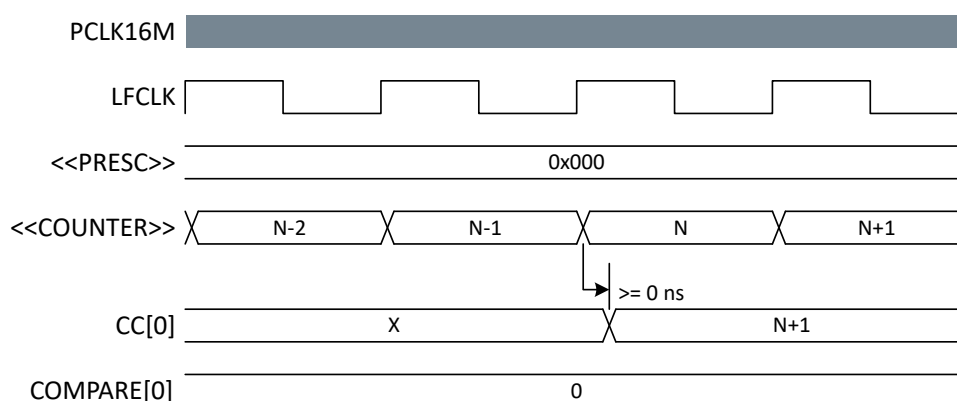 PCLK16M
LFCLK
<<PRESC>> 0x000
<<COUNTER>> N-2 N-1 N N+1
>= 0 ns
CC[0] X N+1
COMPARE[0] 0